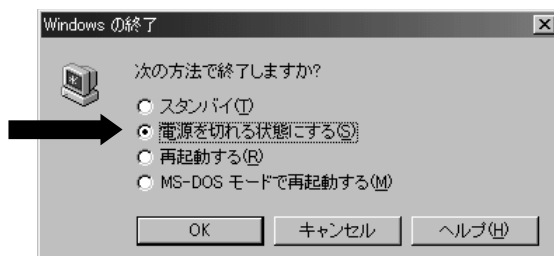 Windows の終了
次の方法で終了しますか?
スタンバイ(T)
電源を切れる状態にする(S)
再起動する(R)
MS-DOS モードで再起動する(M)
OK キャンセル ヘルプ(H)